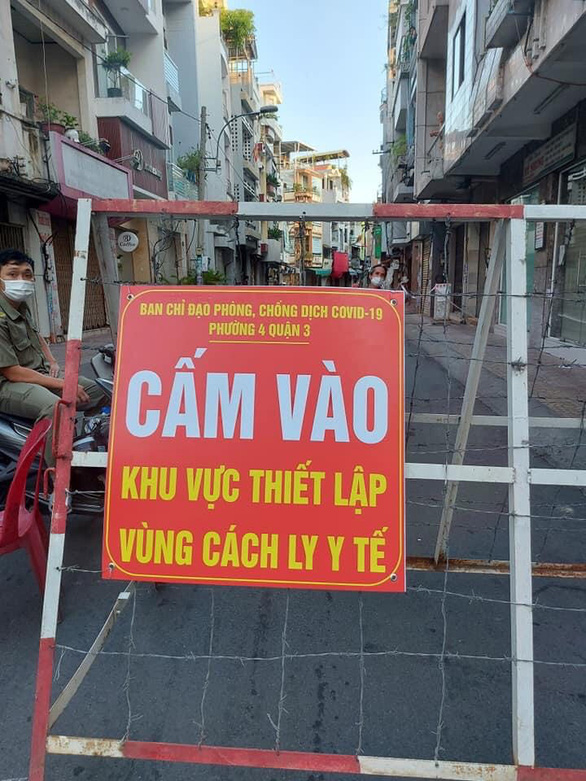 BAN CHỈ ĐẠO PHÒNG, CHỐNG DỊCH COVID-19
PHƯỜNG 4 QUẬN 3
CẤM VÀO
KHU VỰC THIẾT LẬP
VÙNG CÁCH LY Y TẾ